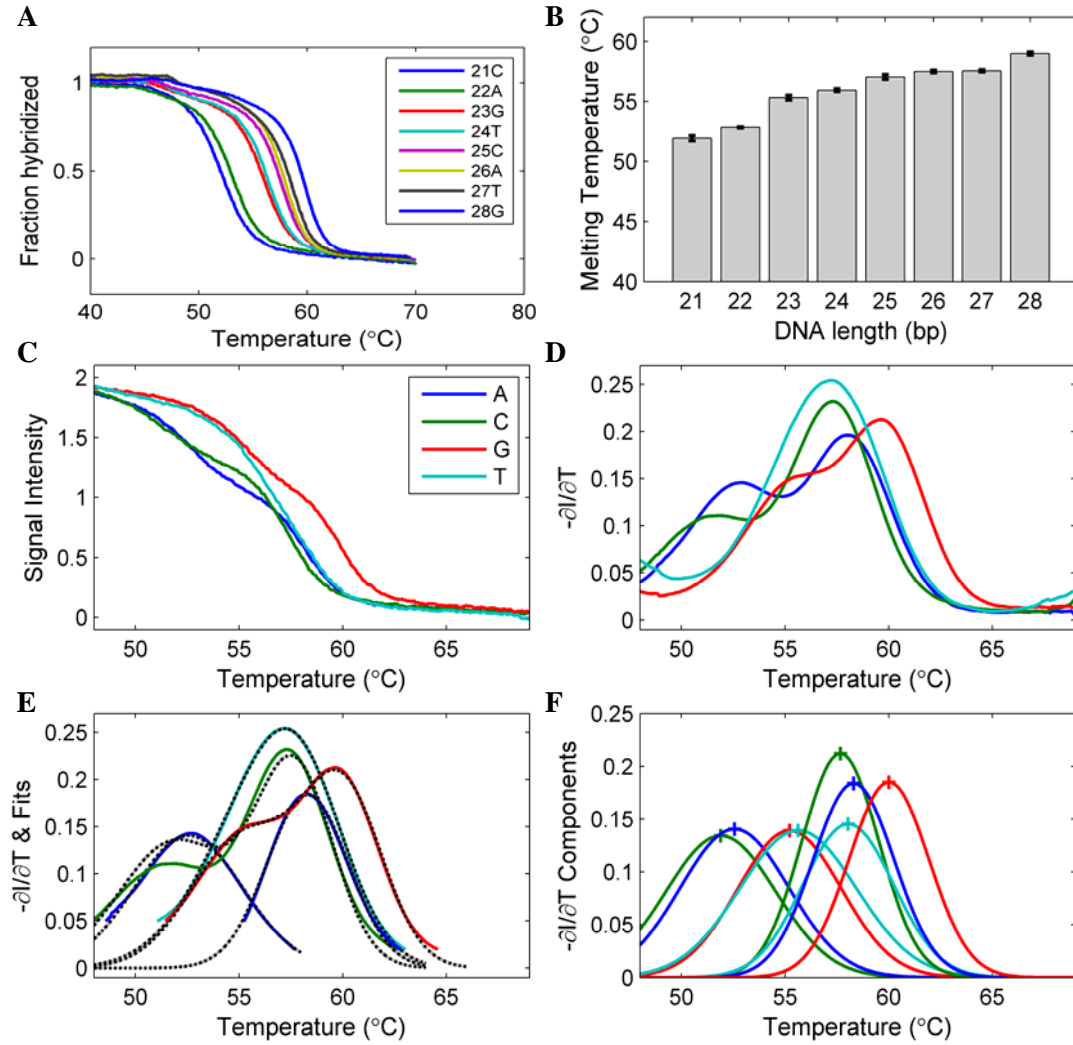 A
Fraction hybridized
1
0.5
0
40 50 60 70 80
Temperature (°C)
21C
22A
23G
24T
25C
26A
27T
28G
B
Melting Temperature (°C)
60
55
50
45
40
21 22 23 24 25 26 27 28
DNA length (bp)
C
Signal Intensity
2
1.5
1
0.5
0
50 55 60 65
Temperature (°C)
A
C
G
T
D
-∂I/∂T
0.25
0.2
0.15
0.1
0.05
0
50 55 60 65
Temperature (°C)
E
-∂I/∂T & Fits
0.25
0.2
0.15
0.1
0.05
0
50 55 60 65
Temperature (°C)
F
-∂I/∂T Components
0.25
0.2
0.15
0.1
0.05
0
50 55 60 65
Temperature (°C)